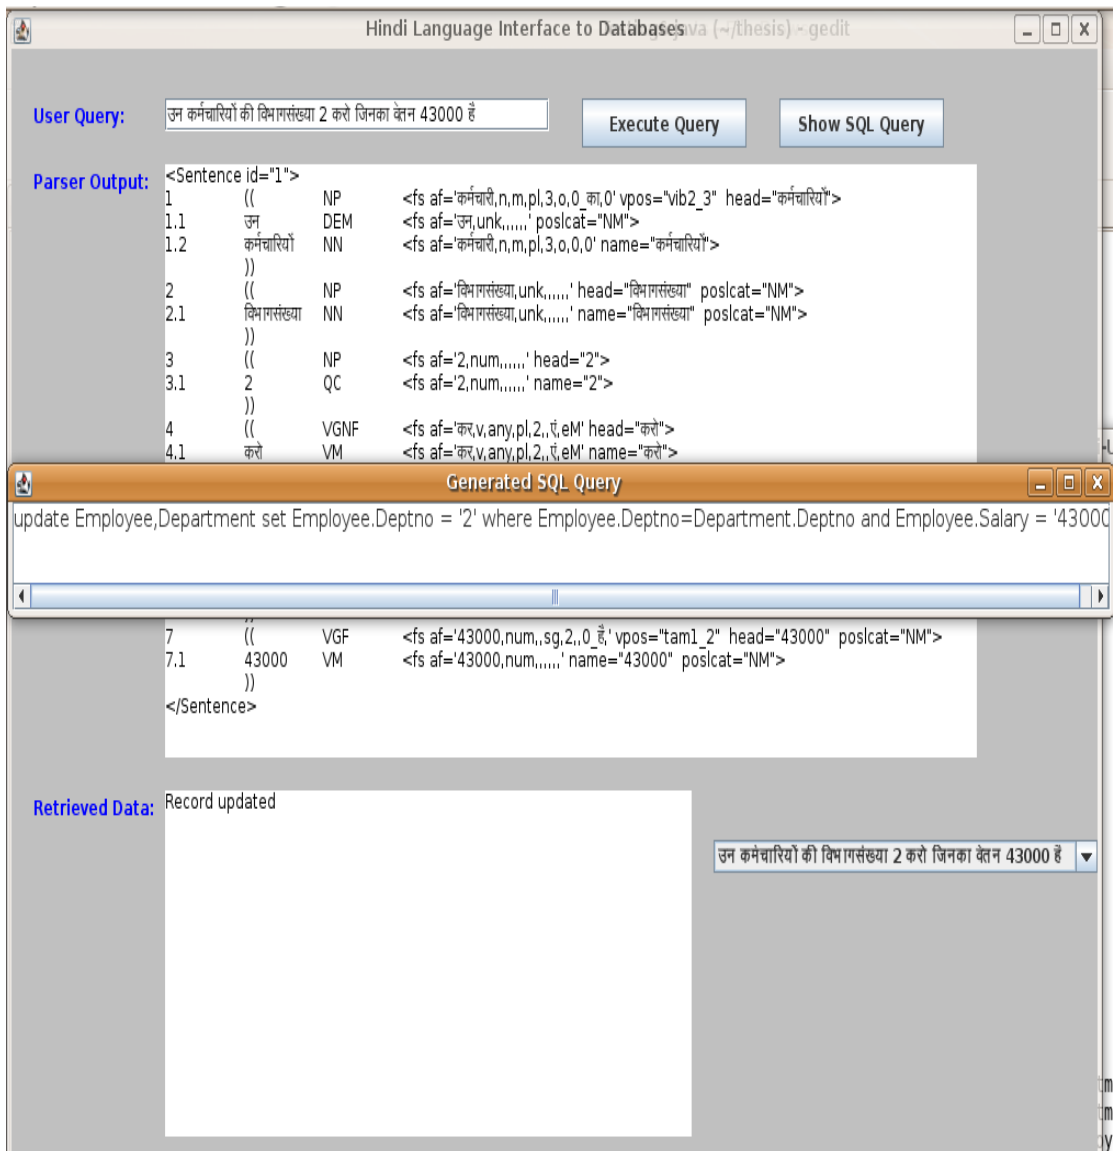 Hindi Language Interface to Databases
(~/thesis) - gedit
User Query:
उन कर्मचारियों की विभागसंख्या 2 करो जिनका वेतन 43000 है
Execute Query
Show SQL Query
Parser Output:
<Sentence id="1">
1 (( NP <fs af='कर्मचारी,n,m,pl,3,o,0_का,0' vpos="vib2_3" head="कर्मचारियों">
1.1 उन DEM <fs af='उन,unk,,,,,,' poslcat="NM">
1.2 कर्मचारियों NN <fs af='कर्मचारी,n,m,pl,3,o,0,0' name="कर्मचारियों">
))
2 (( NP <fs af='विभागसंख्या,unk,,,,,,' head="विभागसंख्या" poslcat="NM">
2.1 विभागसंख्या NN <fs af='विभागसंख्या,unk,,,,,,' name="विभागसंख्या" poslcat="NM">
))
3 (( NP <fs af='2,num,,,,,,' head="2">
3.1 2 QC <fs af='2,num,,,,,,' name="2">
))
4 (( VGNF <fs af='कर,v,any,pl,2,,एं,eM' head="करो">
4.1 करो VM <fs af='कर,v,any,pl,2,,एं,eM' name="करो">
Generated SQL Query
update Employee,Department set Employee.Deptno = '2' where Employee.Deptno=Department.Deptno and Employee.Salary = '43000
7 (( VGF <fs af='43000,num,,sg,2,,0_है,' vpos="tam1_2" head="43000" poslcat="NM">
7.1 43000 VM <fs af='43000,num,,,,,,' name="43000" poslcat="NM">
))
</Sentence>
Retrieved Data:
Record updated
उन कर्मचारियों की विभागसंख्या 2 करो जिनका वेतन 43000 है